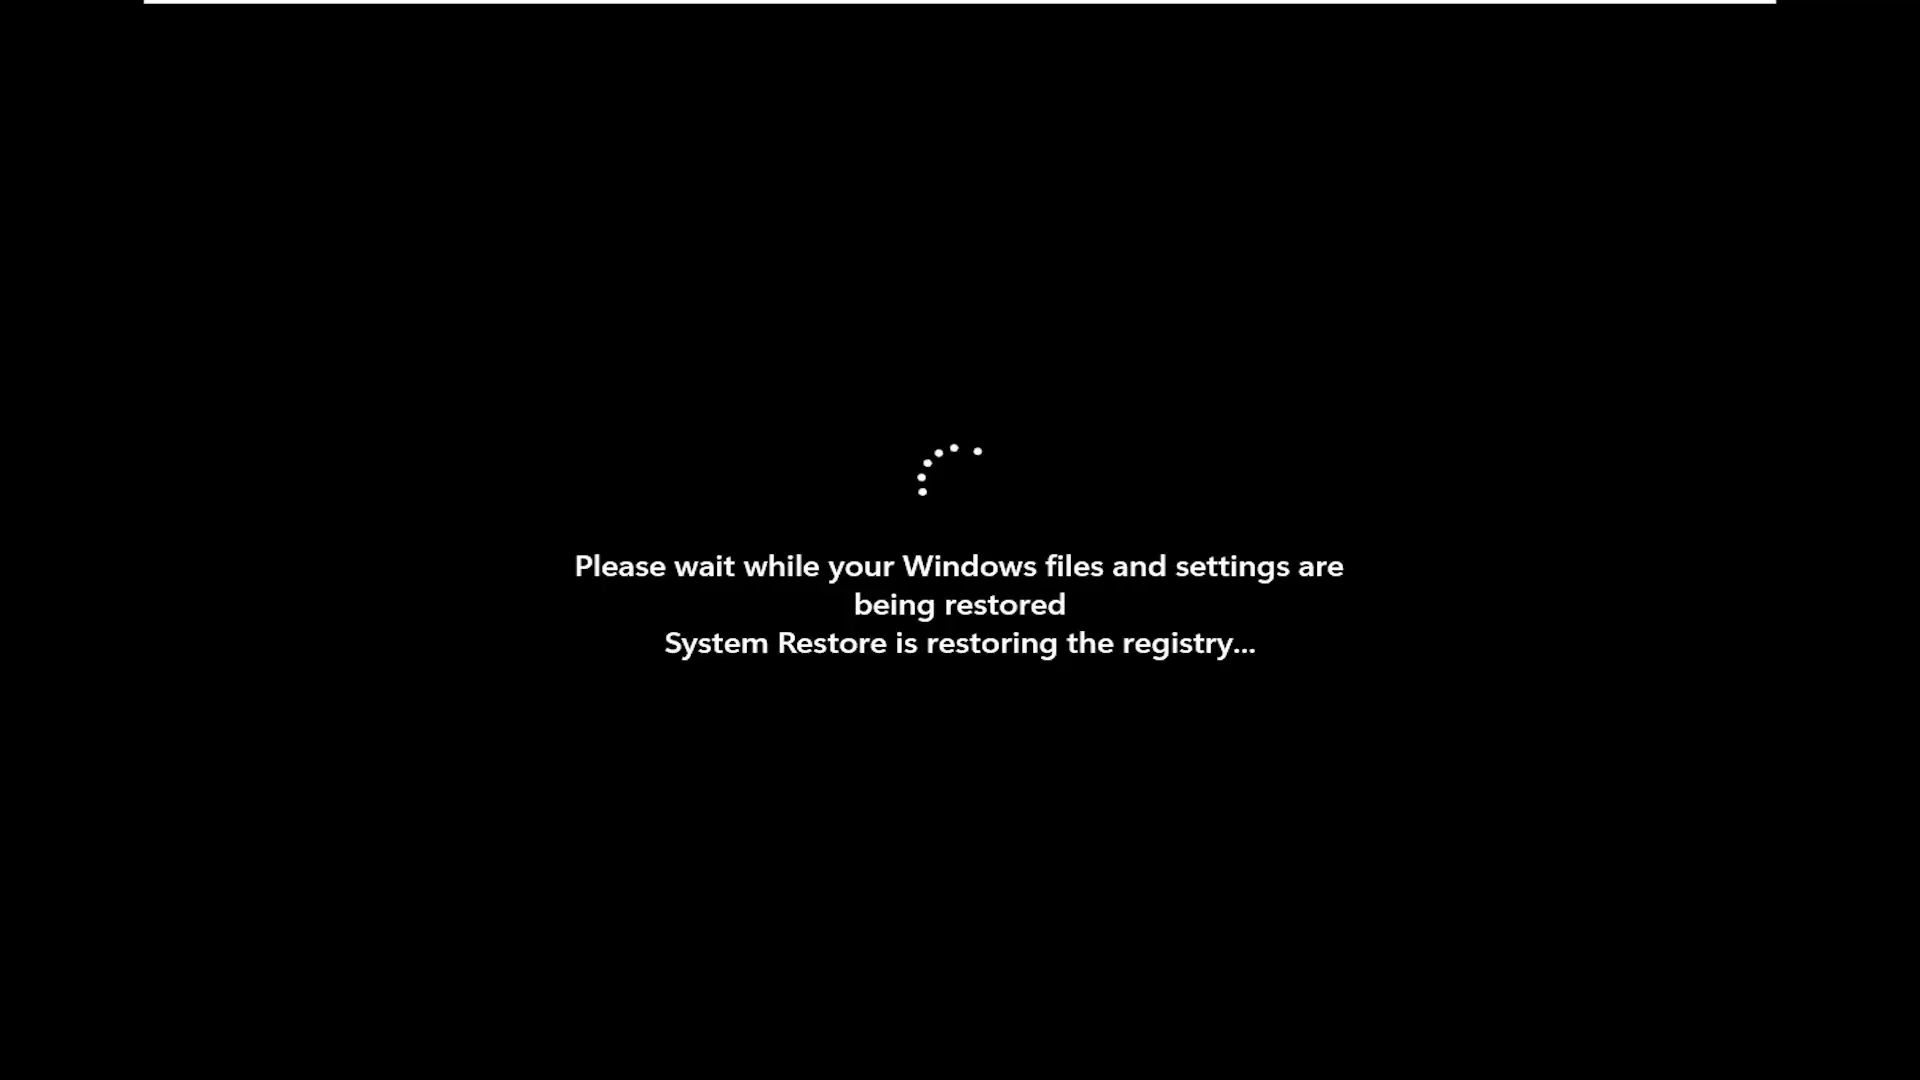 Please wait while your Windows files and settings are
being restored
System Restore is restoring the registry...